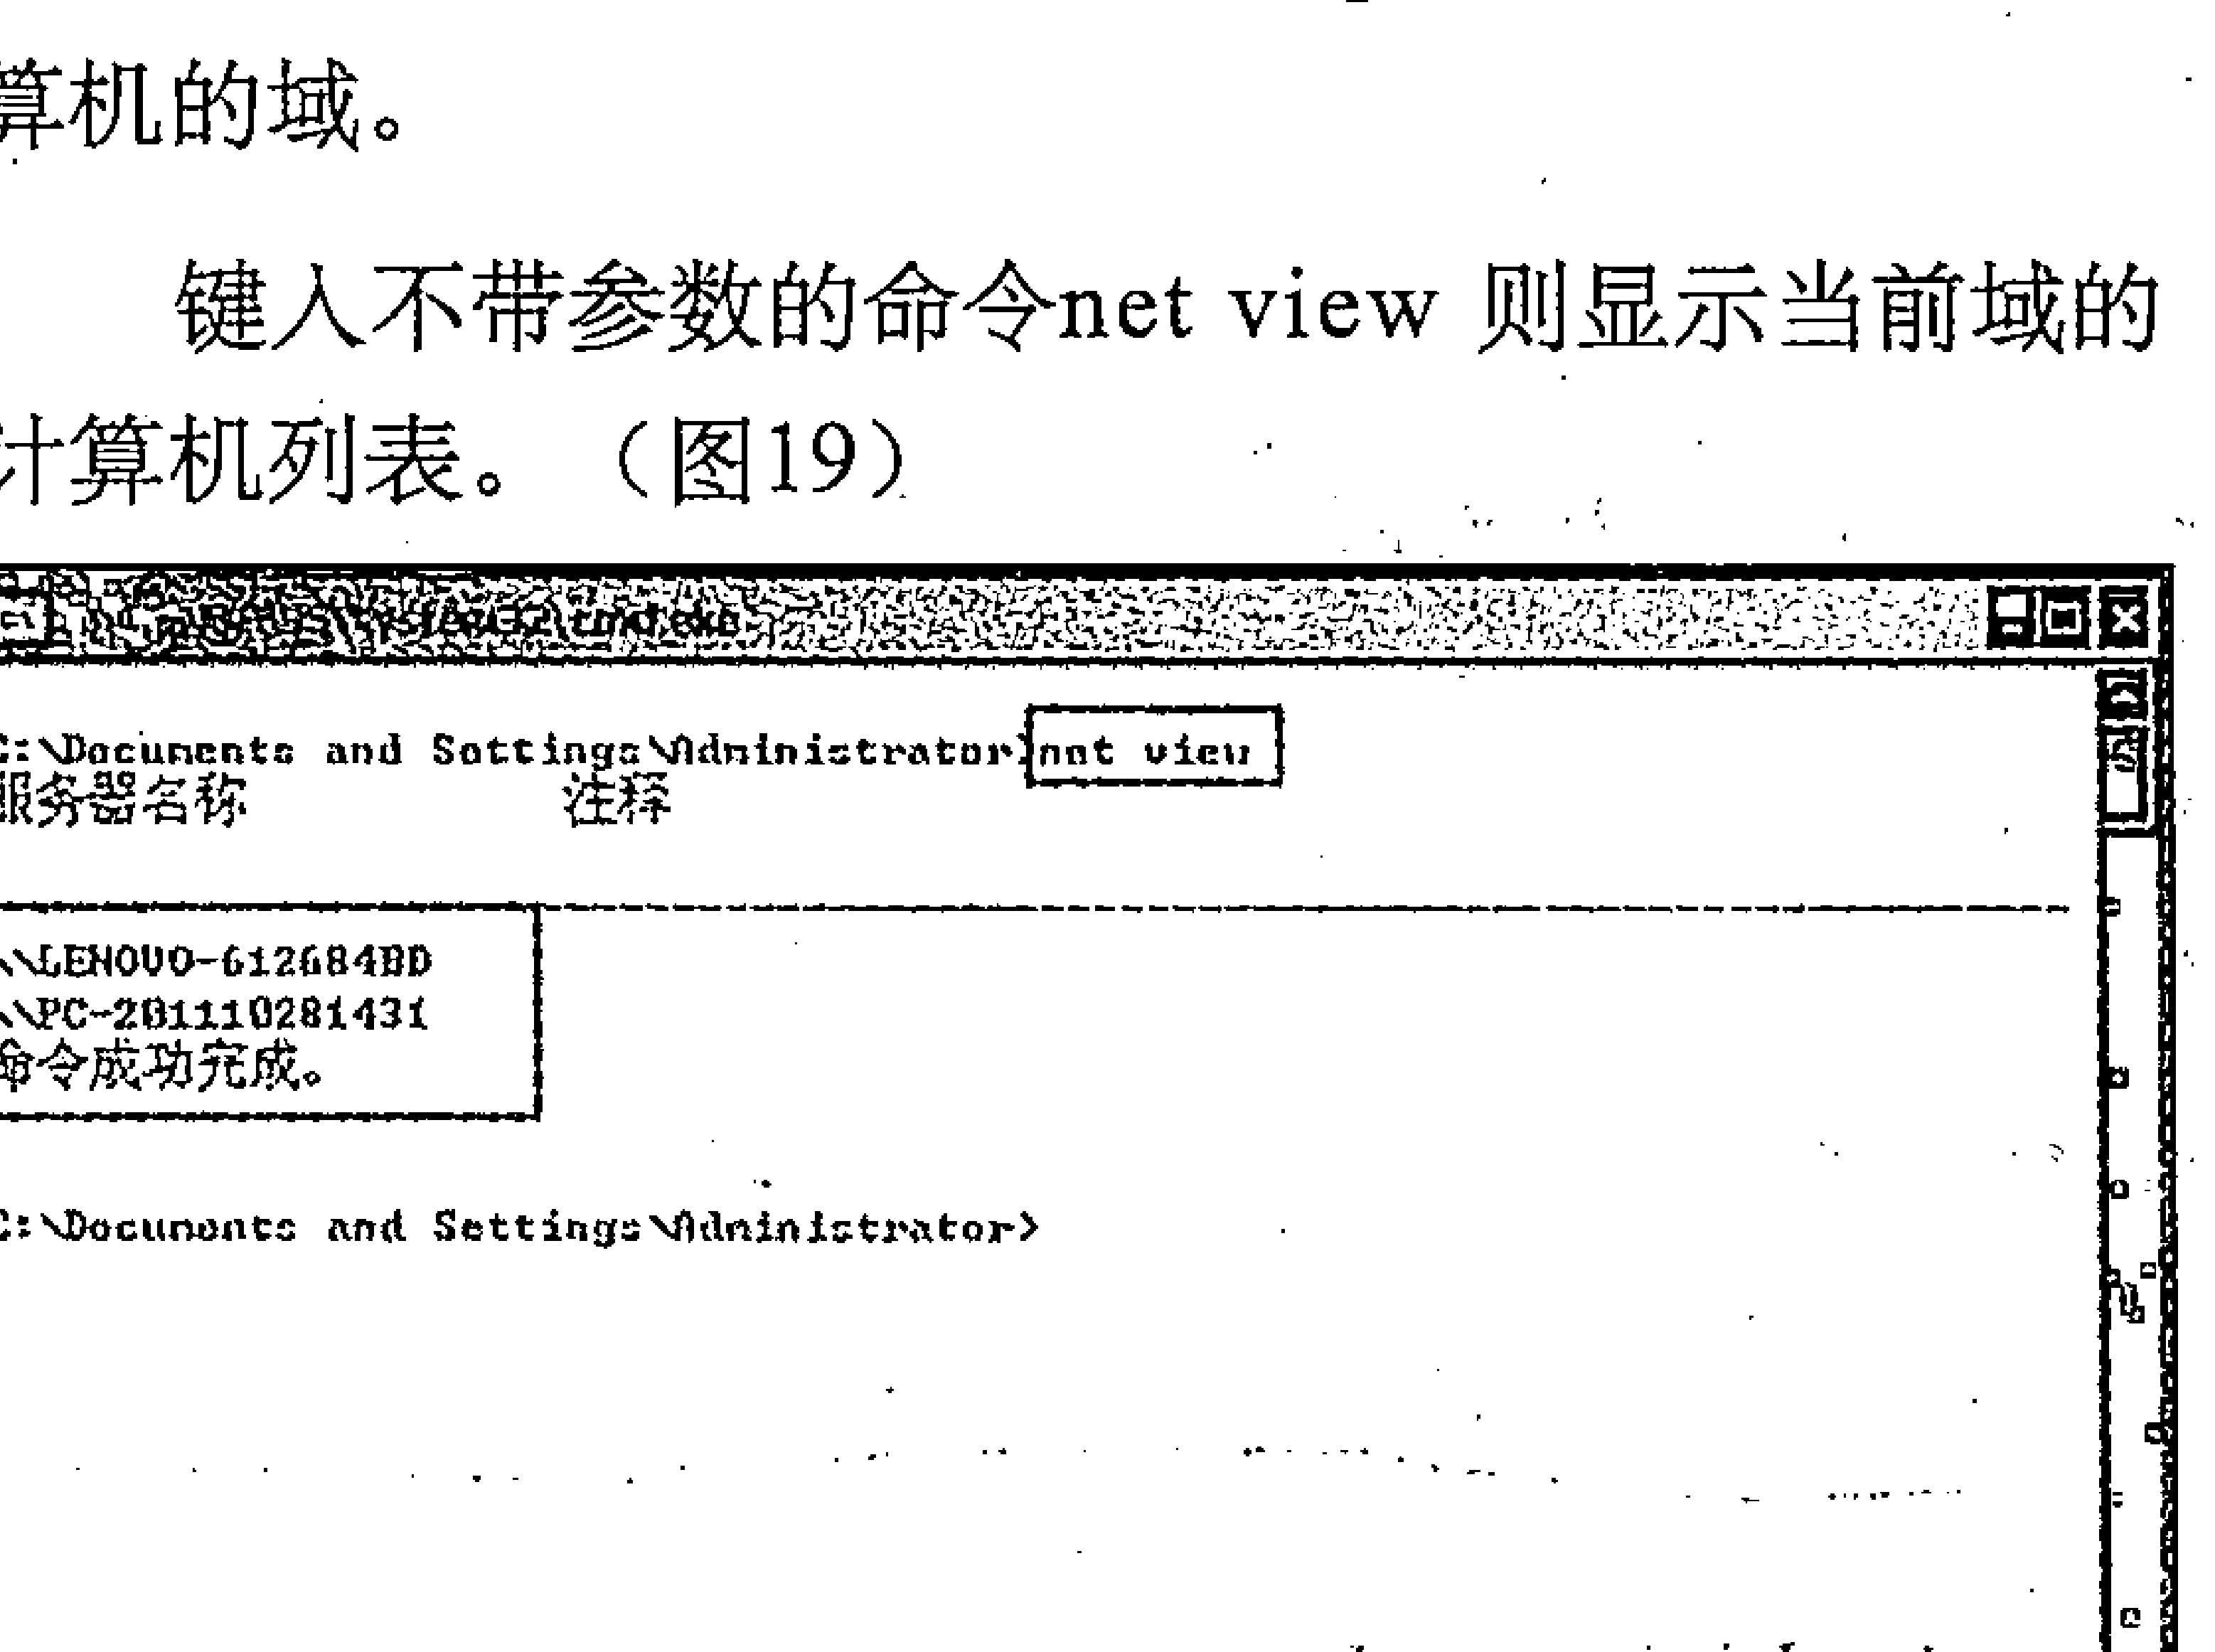 算机的域。
键入不带参数的命令net view 则显示当前域的
计算机列表。（图19）
cmd.exe
C:\Documents and Settings\Administrator>net view
服务器名称 注释
\\LENOVO-612684BD
\\PC-201110281431
命令成功完成。
C:\Documents and Settings\Administrator>